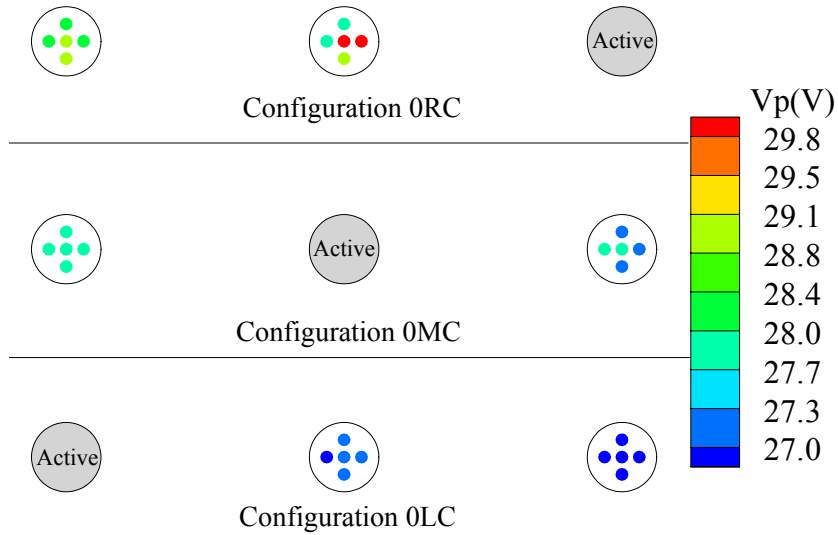 Active
Configuration 0RC
Vp(V)
29.8
29.5
29.1
28.8
28.4
28.0
27.7
27.3
27.0
Active
Configuration 0MC
Active
Configuration 0LC